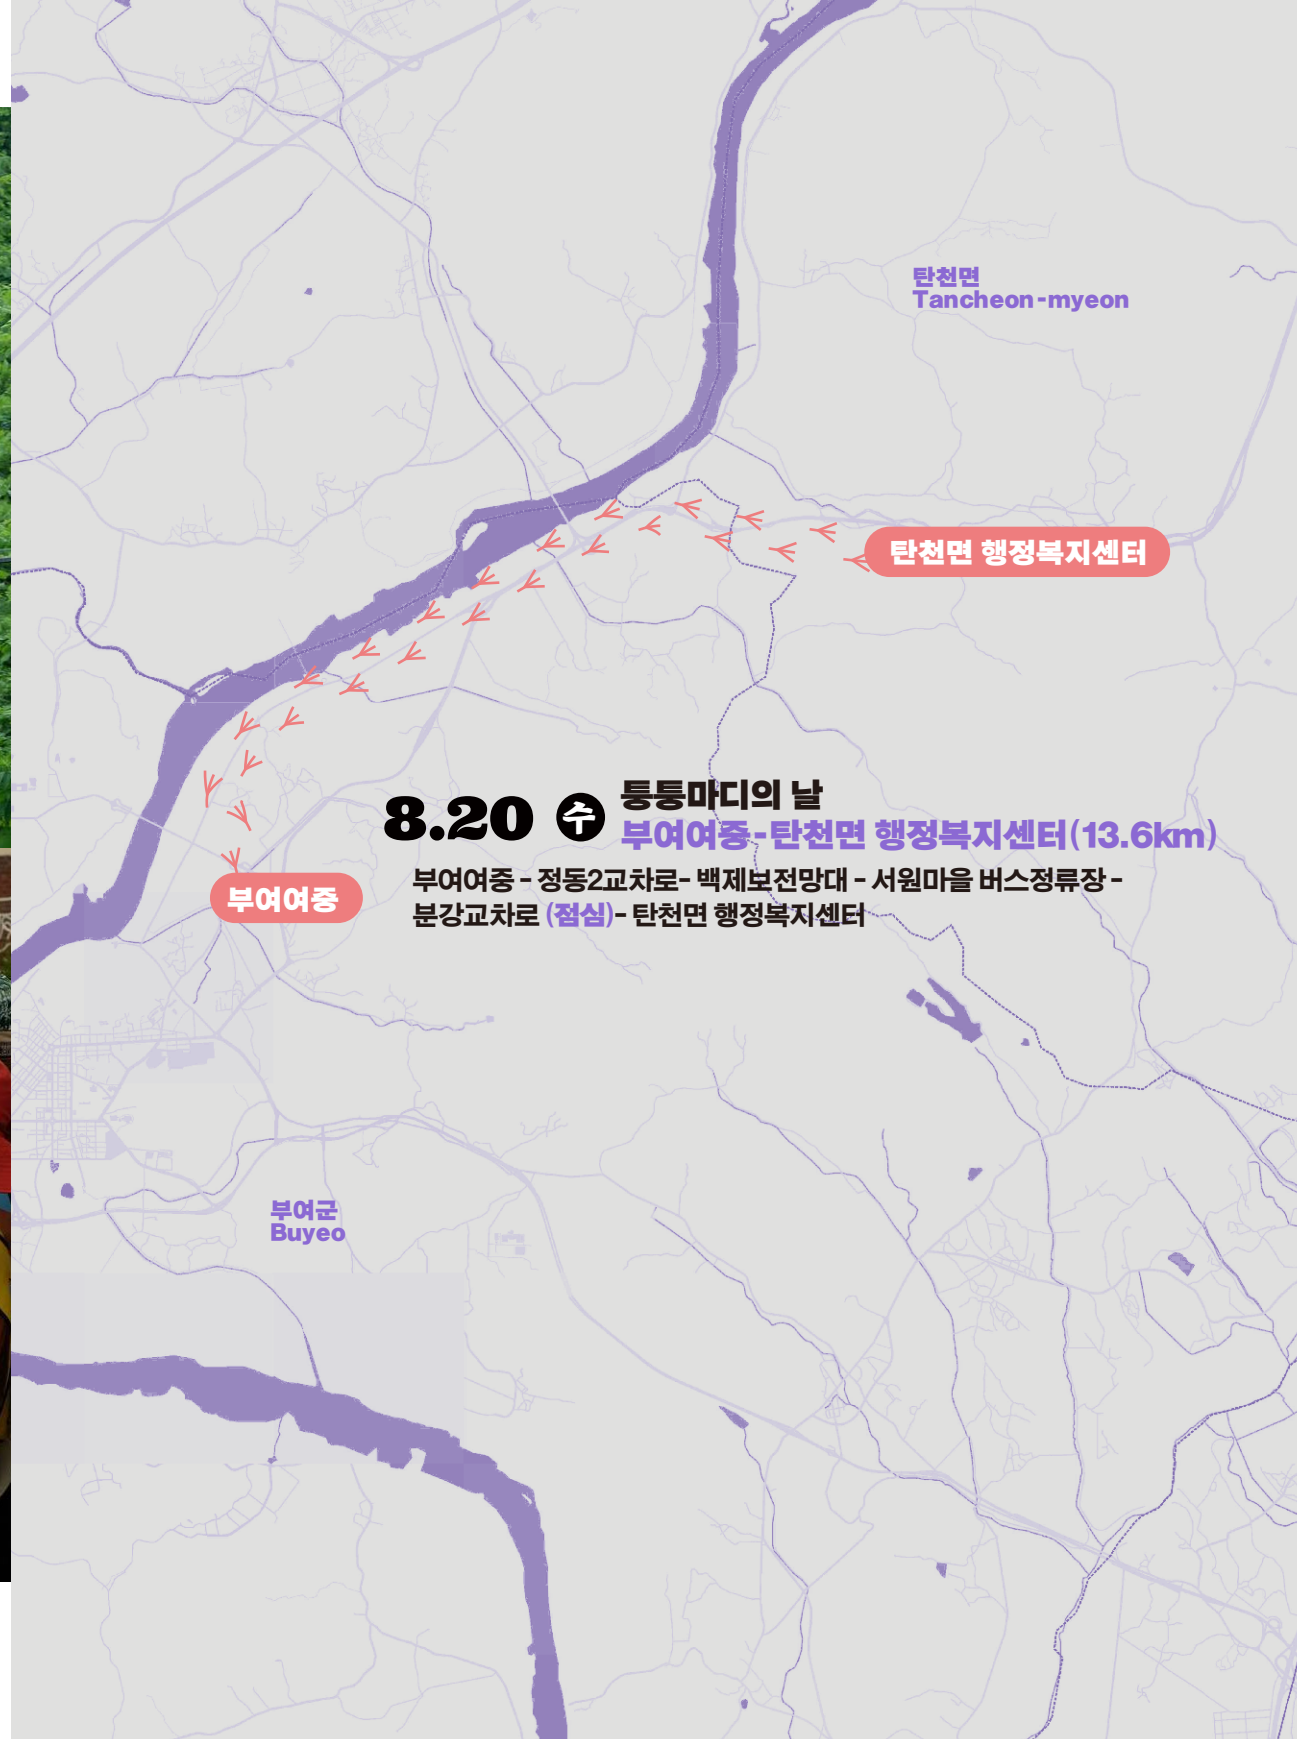 탄천면
Tancheon-myeon
탄천면 행정복지센터
8.20 수
퉁퉁마디의 날
부여여중-탄천면 행정복지센터(13.6km)
부여여중 - 정동2교차로- 백제보전망대 - 서원마을 버스정류장 -
분강교차로 (점심)- 탄천면 행정복지센터
부여여중
부여군
Buyeo